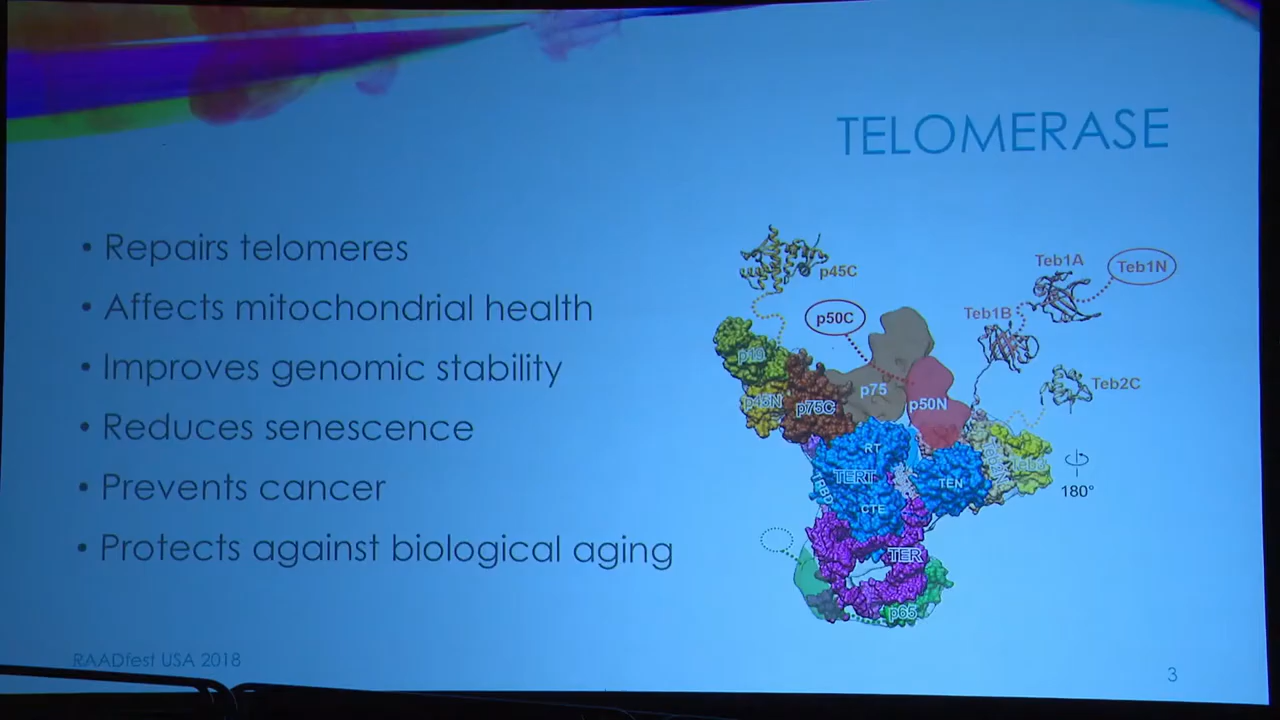 TELOMERASE
• Repairs telomeres
• Affects mitochondrial health
• Improves genomic stability
• Reduces senescence
• Prevents cancer
• Protects against biological aging
p45C
p50C
Teb1A
Teb1N
Teb1B
Teb2C
p19
p45N
p75C
p75
p50N
RT
TERT
RBD
CTE
TEN
180°
TER
p65
RAADfest USA 2018
3